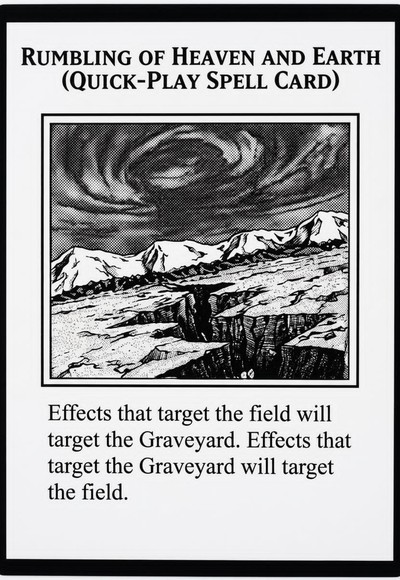 Rumbling of Heaven and Earth
(Quick-Play Spell Card)
Effects that target the field will
target the Graveyard. Effects that
target the Graveyard will target
the field.